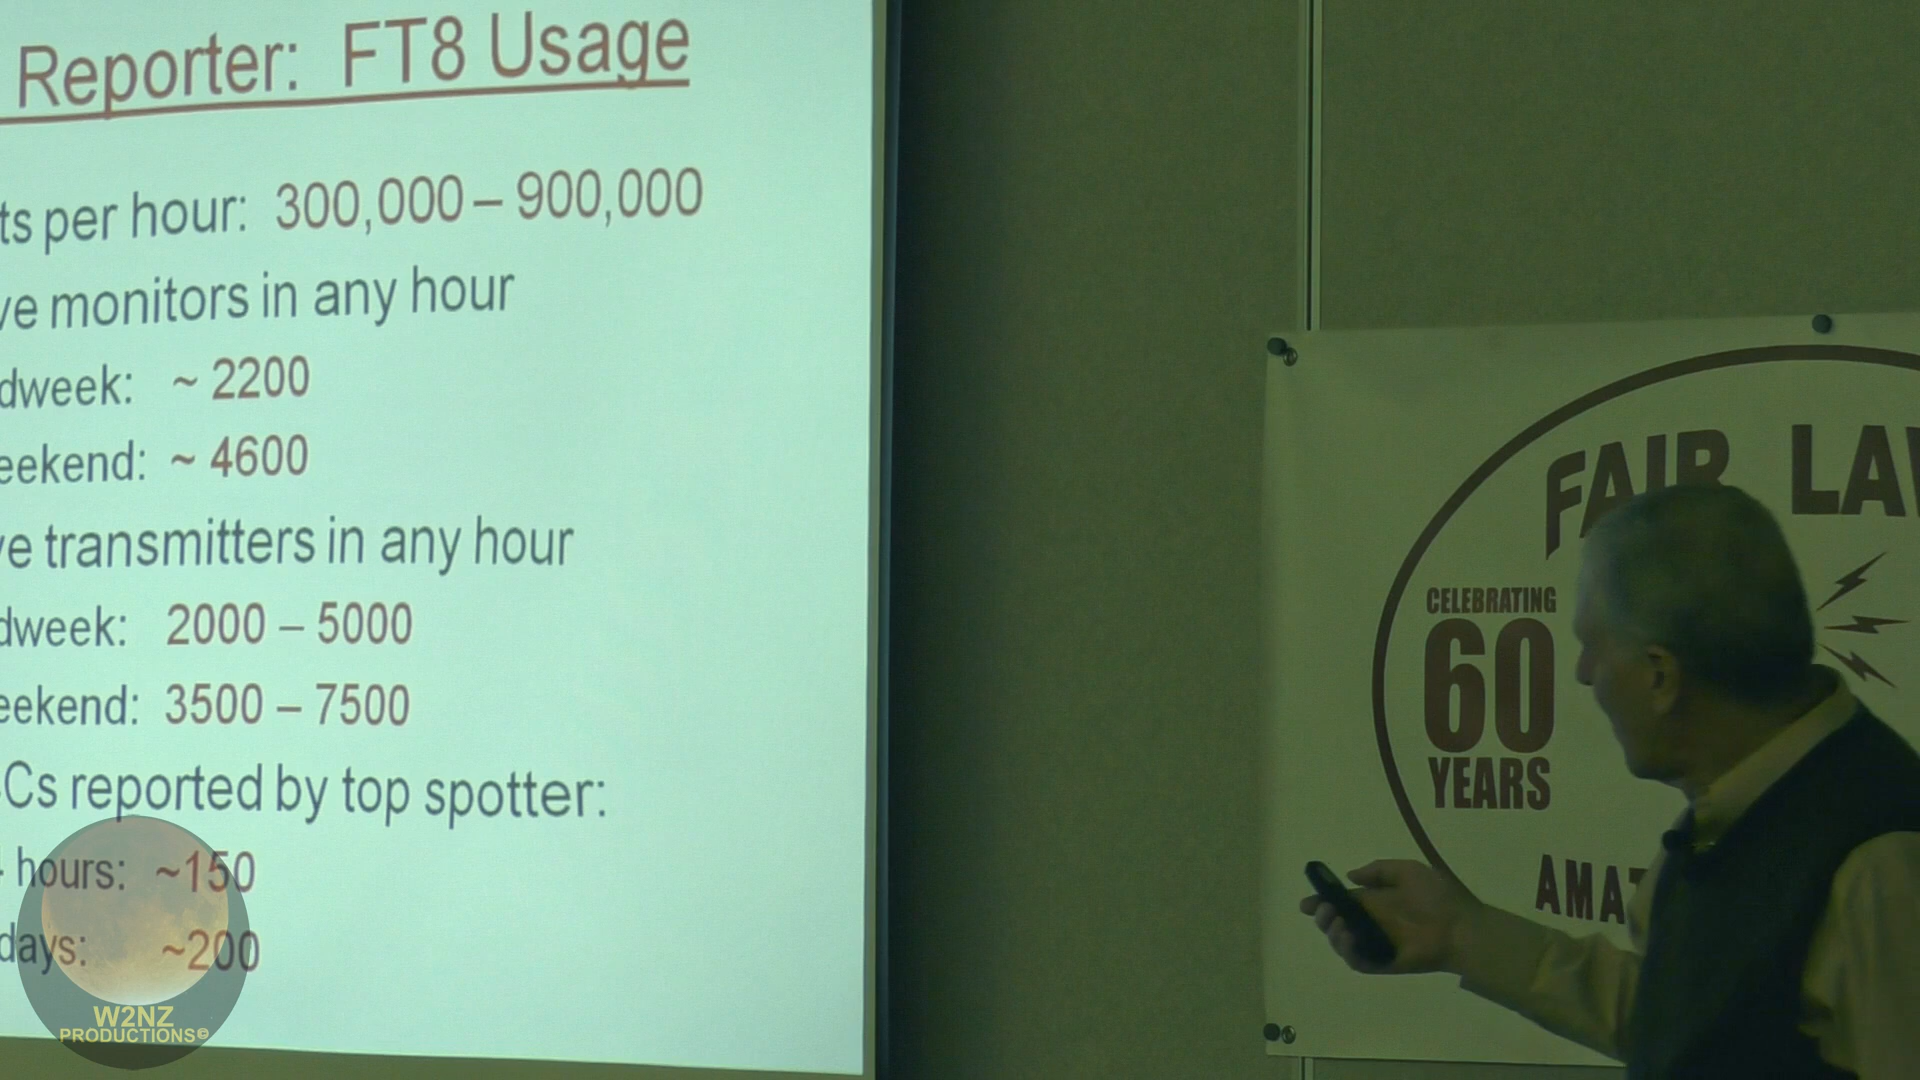 Reporter: FT8 Usage
ts per hour: 300,000 – 900,000
ve monitors in any hour
dweek: ~ 2200
eekend: ~ 4600
ve transmitters in any hour
dweek: 2000 – 5000
eekend: 3500 – 7500
Cs reported by top spotter:
hours: ~150
days: ~200
W2NZ
PRODUCTIONS©
FAIR LAW
CELEBRATING
60
YEARS
AMAT